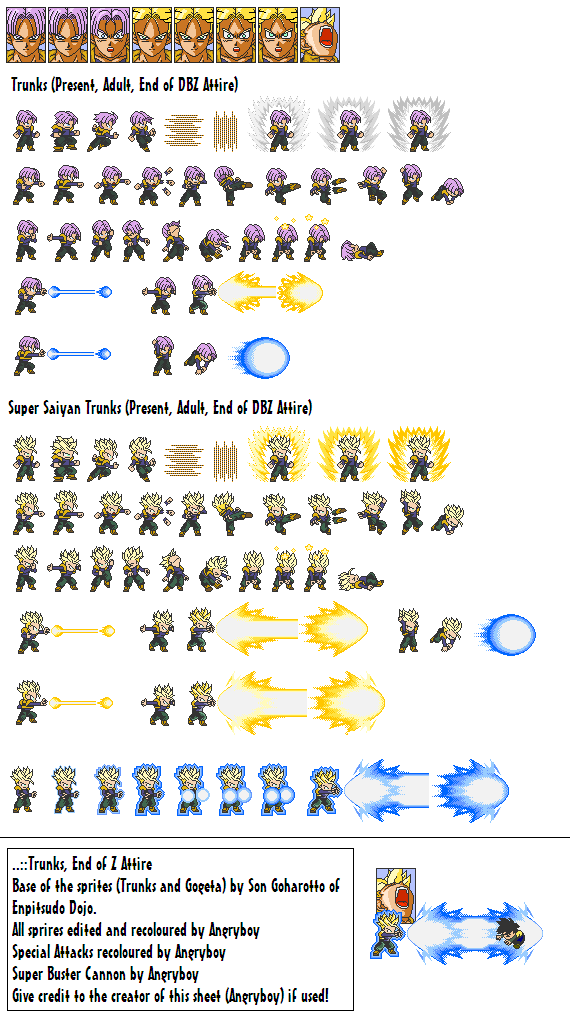 Trunks (Present, Adult, End of DBZ Attire)
Super Saiyan Trunks (Present, Adult, End of DBZ Attire)
..::Trunks, End of Z Attire
Base of the sprites (Trunks and Gogeta) by Son Goharotto of
Enpitsudo Dojo.
All sprires edited and recoloured by Angryboy
Special Attacks recoloured by Angryboy
Super Buster Cannon by Angryboy
Give credit to the creator of this sheet (Angryboy) if used!